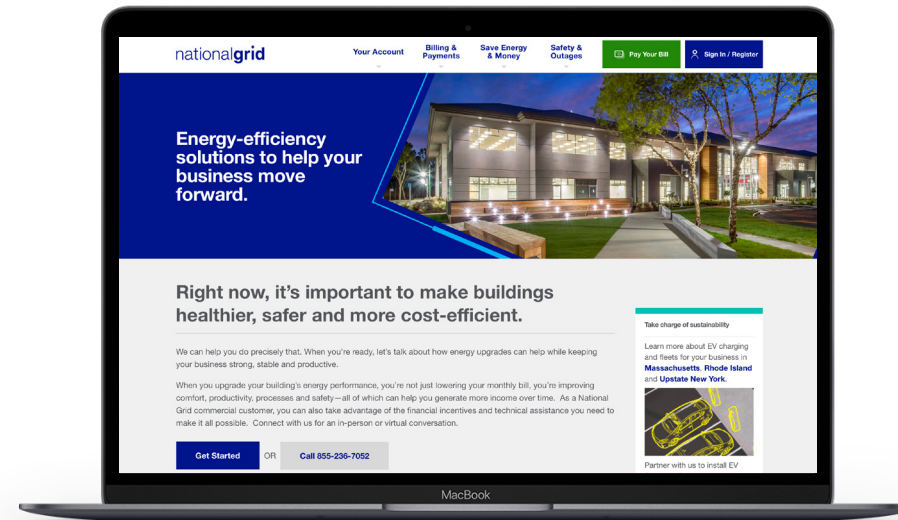 nationalgrid
Your Account
Billing &
Payments
Save Energy
& Money
Safety &
Outages
Pay Your Bill
Sign In / Register
Energy-efficiency
solutions to help your
business move
forward.
Right now, it's important to make buildings
healthier, safer and more cost-efficient.
We can help you do precisely that. When you're ready, let's talk about how energy upgrades can help while keeping
your business strong, stable and productive.
When you upgrade your building's energy performance, you're not just lowering your monthly bill, you're improving
comfort, productivity, processes and safety—all of which can help you generate more income over time. As a National
Grid commercial customer, you can also take advantage of the financial incentives and technical assistance you need to
make it all possible. Connect with us for an in-person or virtual conversation.
Get Started
OR
Call 855-236-7052
Take charge of sustainability
Learn more about EV charging
and fleets for your business in
Massachusetts, Rhode Island
and Upstate New York.
Partner with us to install EV
MacBook